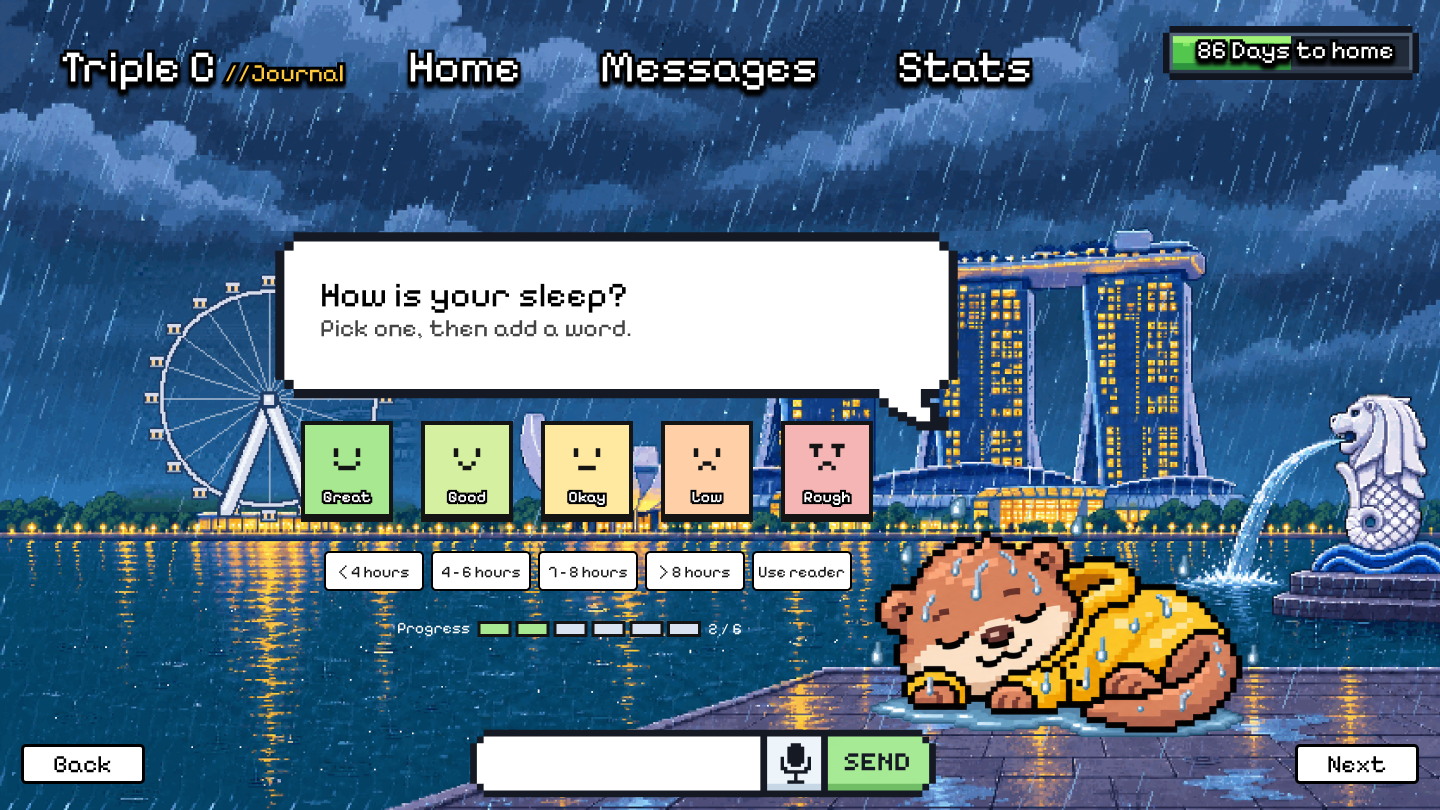 Triple C //Journal Home Messages Stats 86 Days to home
How is your sleep?
Pick one, then add a word.
Great Good Okay Low Rough
< 4 hours 4 - 6 hours 7 - 8 hours > 8 hours Use reader
Progress 2 / 6
SEND
Back Next